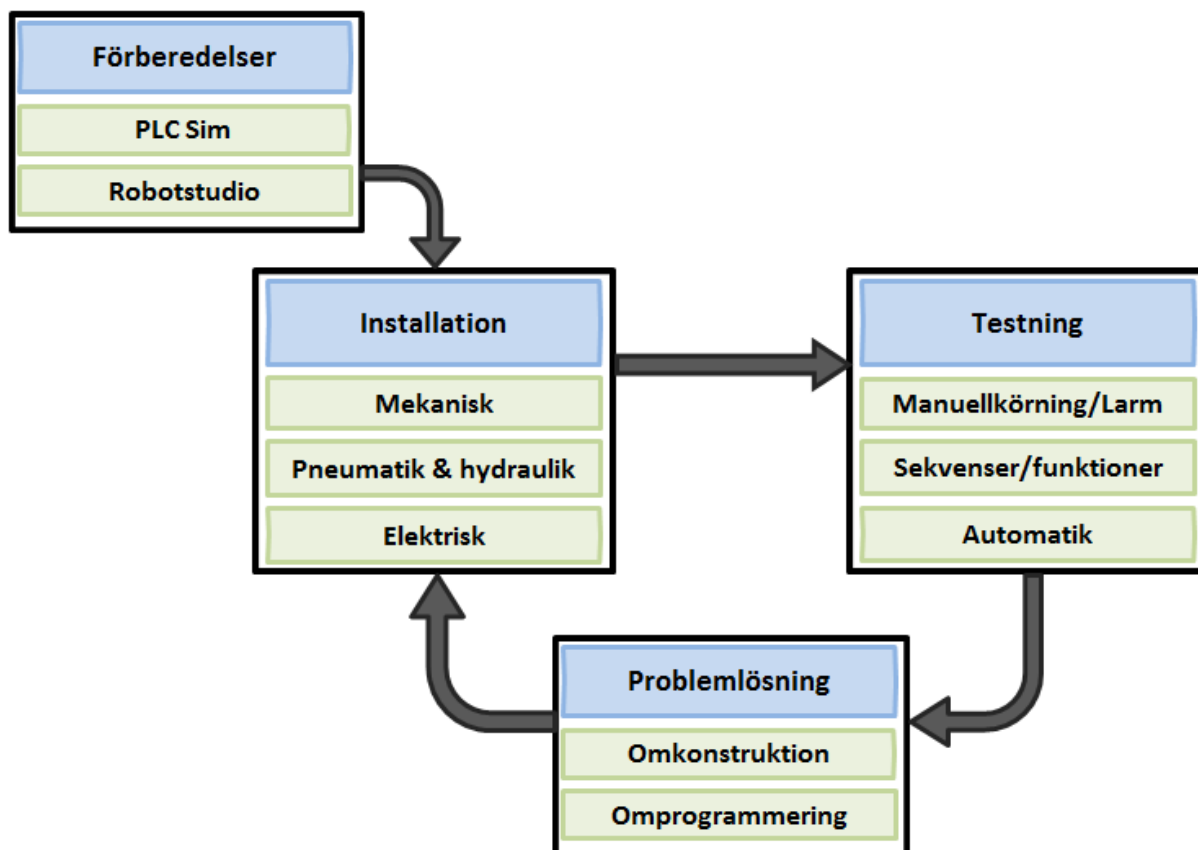 Förberedelser
PLC Sim
Robotstudio
Installation
Mekanisk
Pneumatik & hydraulik
Elektrisk
Testning
Manuellkörning/Larm
Sekvenser/funktioner
Automatik
Problemlösning
Omkonstruktion
Omprogrammering